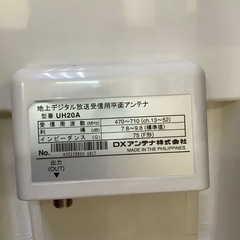 地上デジタル放送受信用平面アンテナ
型番 UH20A
受信周波数(MHz) 470~710 (ch.13~52)
利得(dB) 7.8~9.8 (標準値)
インピーダンス(Ω) 75 (F形)
No.
DXアンテナ株式会社
MADE IN THE PHILIPPINES
出力
(OUT)